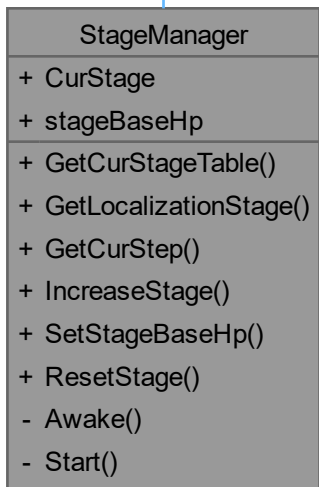 StageManager
+ CurStage
+ stageBaseHp
+ GetCurStageTable()
+ GetLocalizationStage()
+ GetCurStep()
+ IncreaseStage()
+ SetStageBaseHp()
+ ResetStage()
- Awake()
- Start()